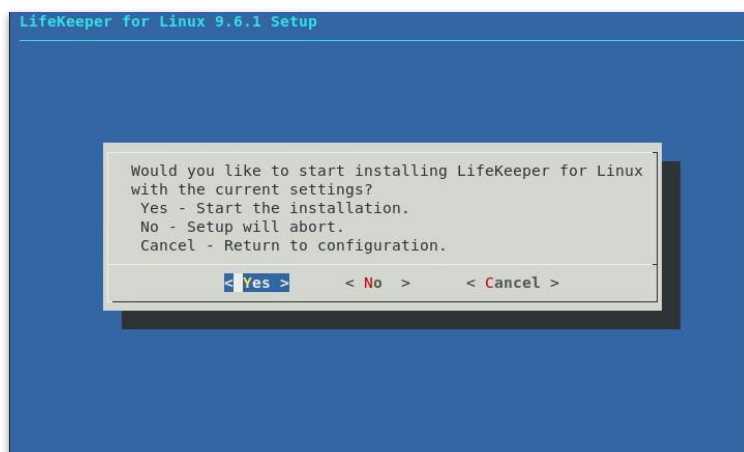 LifeKeeper for Linux 9.6.1 Setup
Would you like to start installing LifeKeeper for Linux
with the current settings?
Yes - Start the installation.
No - Setup will abort.
Cancel - Return to configuration.
< Yes > < No > < Cancel >